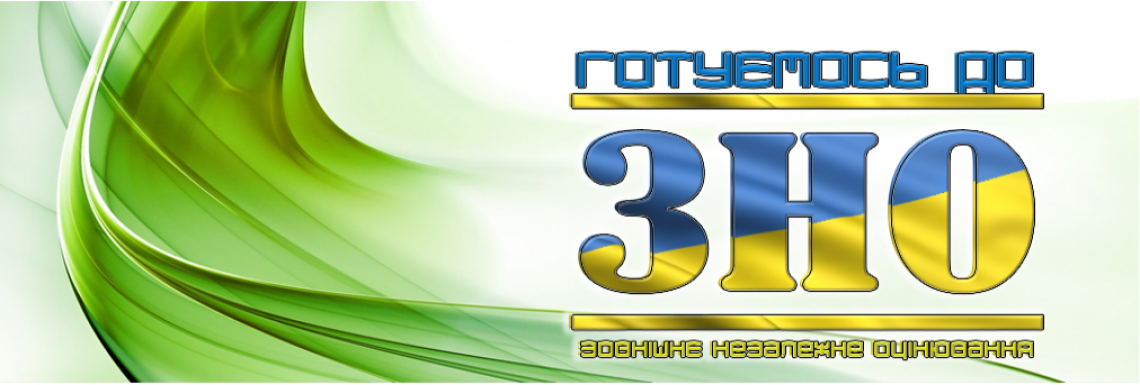 ГОТУЄМОСЬ ДО
ЗНО
ЗОВНІШНЄ НЕЗАЛЕЖНЕ ОЦІНЮВАННЯ